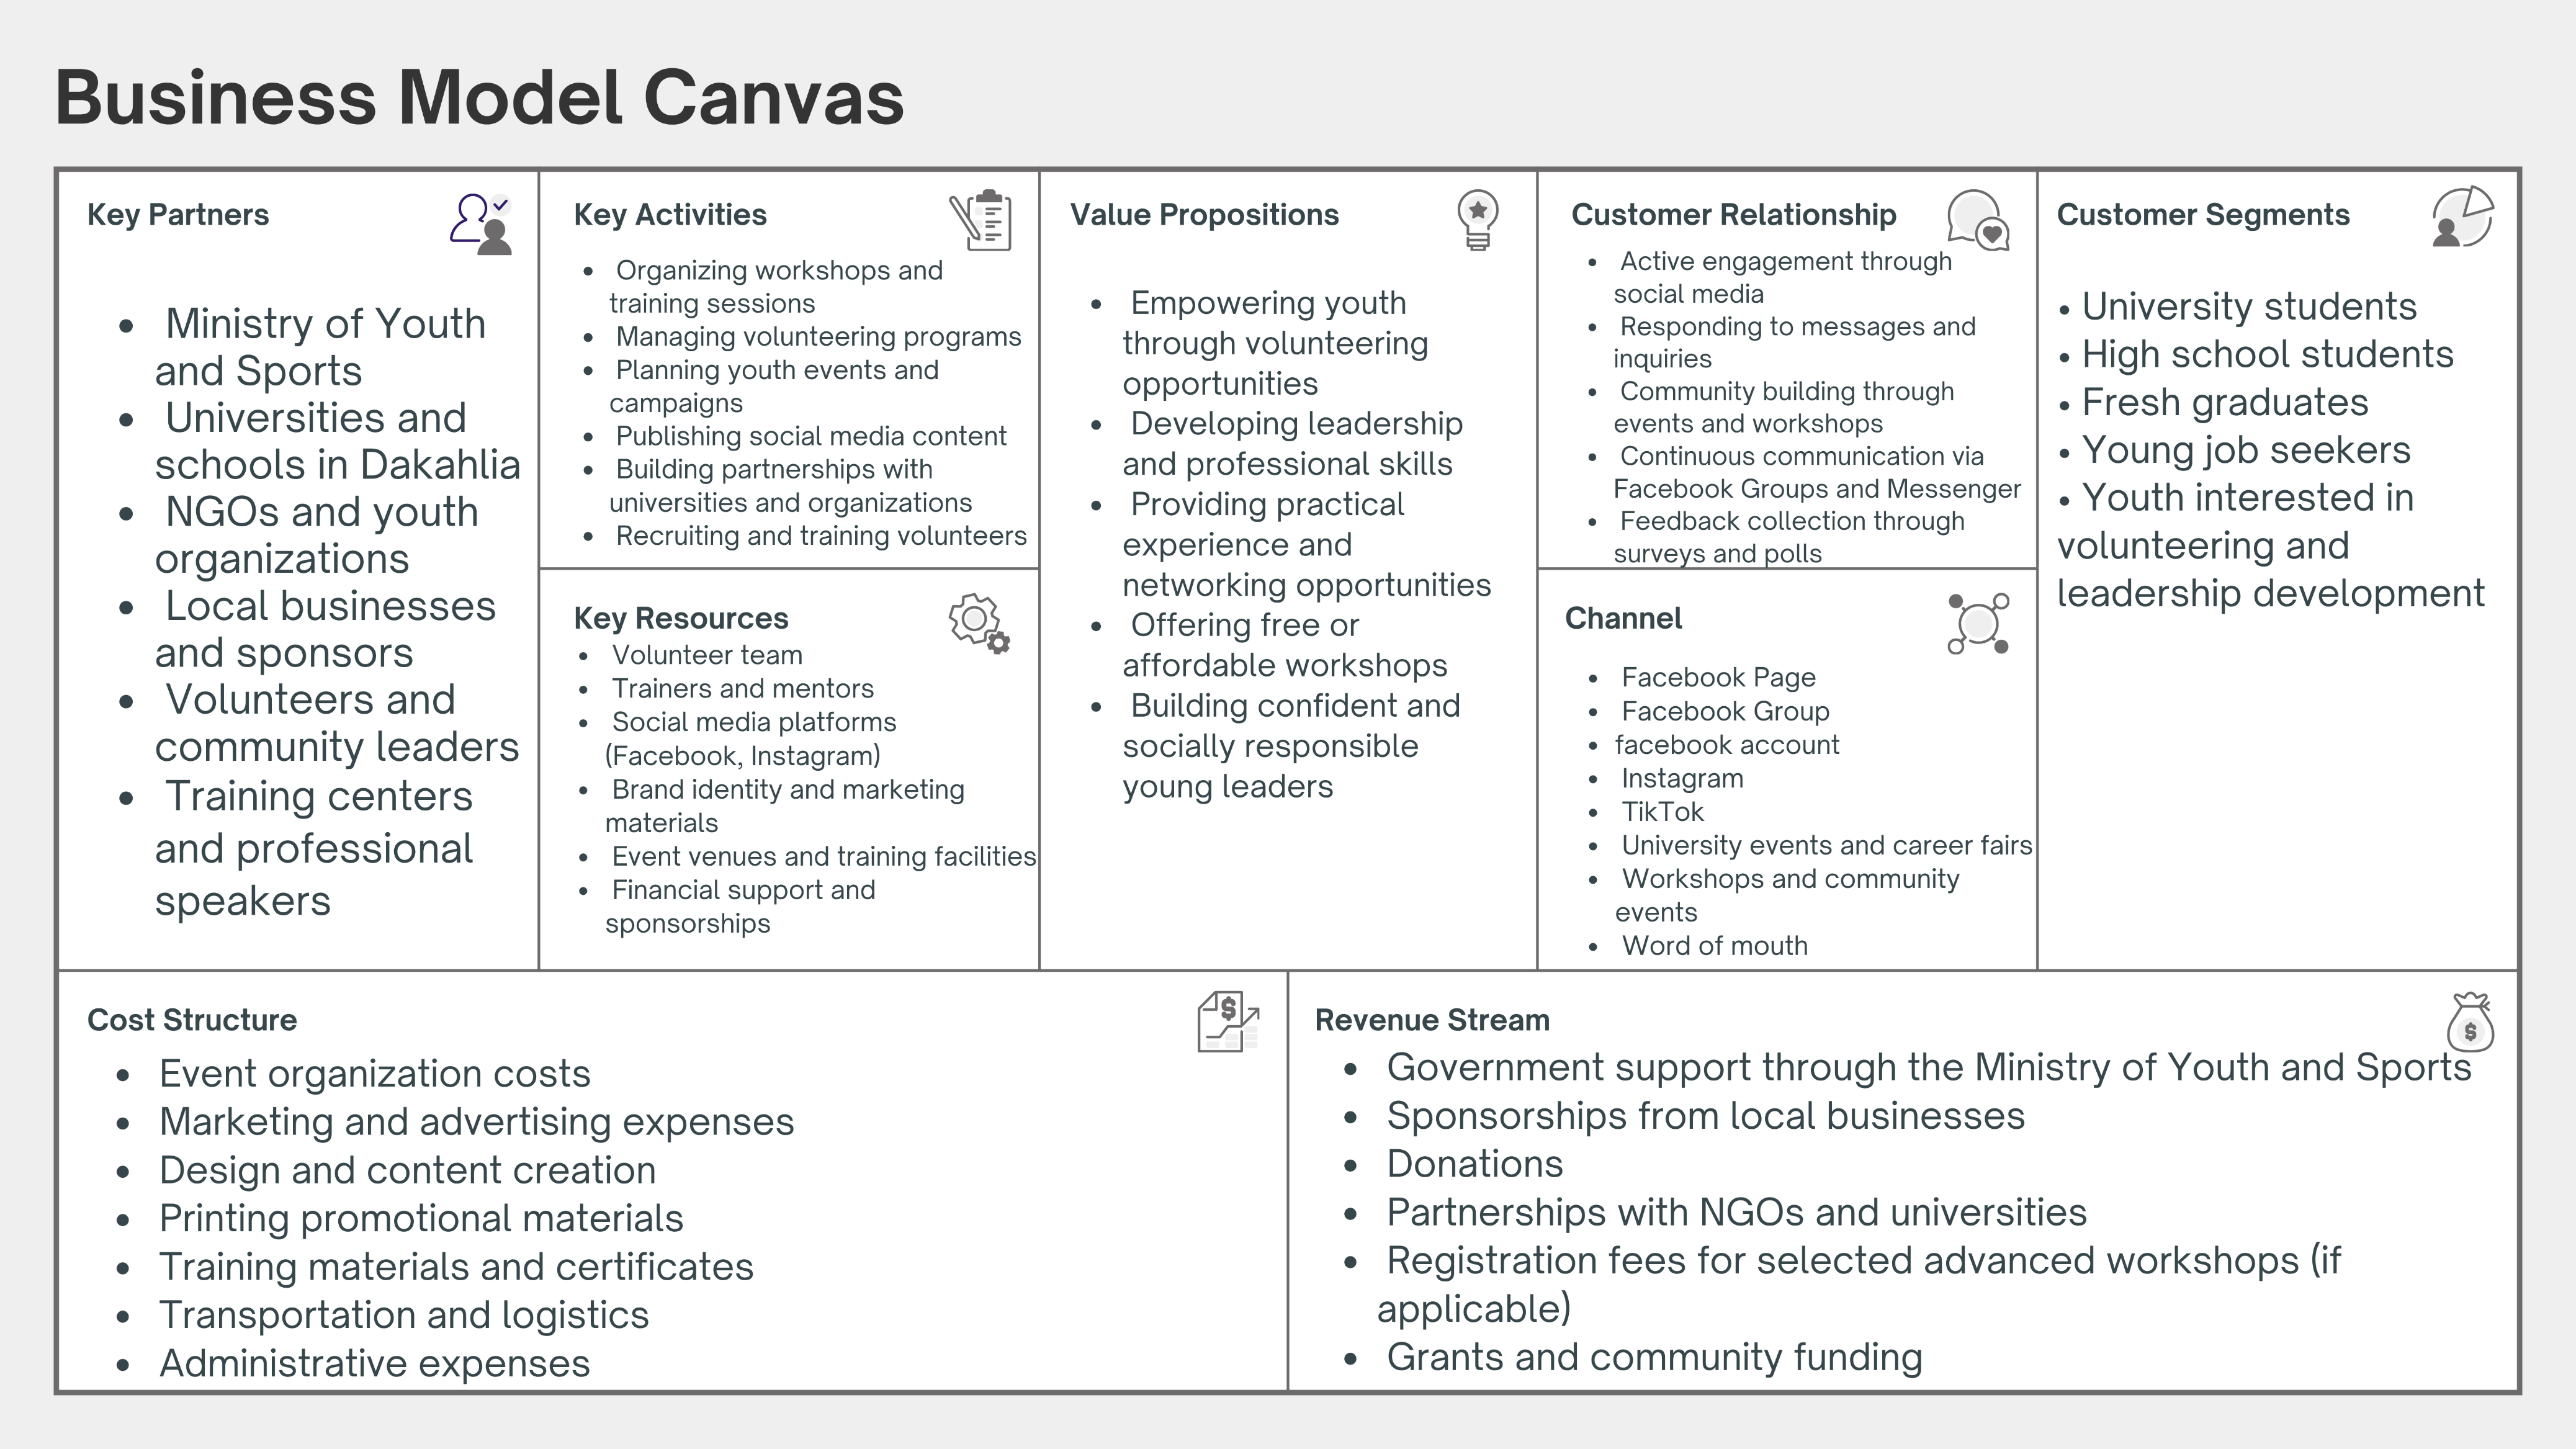 Business Model Canvas
Key Partners
• Ministry of Youth
and Sports
• Universities and
schools in Dakahlia
• NGOs and youth
organizations
• Local businesses
and sponsors
• Volunteers and
community leaders
• Training centers
and professional
speakers
Key Activities
• Organizing workshops and
training sessions
• Managing volunteering programs
• Planning youth events and
campaigns
• Publishing social media content
• Building partnerships with
universities and organizations
• Recruiting and training volunteers
Key Resources
• Volunteer team
• Trainers and mentors
• Social media platforms
(Facebook, Instagram)
• Brand identity and marketing
materials
• Event venues and training facilities
• Financial support and
sponsorships
Value Propositions
• Empowering youth
through volunteering
opportunities
• Developing leadership
and professional skills
• Providing practical
experience and
networking opportunities
• Offering free or
affordable workshops
• Building confident and
socially responsible
young leaders
Customer Relationship
• Active engagement through
social media
• Responding to messages and
inquiries
• Community building through
events and workshops
• Continuous communication via
Facebook Groups and Messenger
• Feedback collection through
surveys and polls
Channel
• Facebook Page
• Facebook Group
• facebook account
• Instagram
• TikTok
• University events and career fairs
• Workshops and community
events
• Word of mouth
Customer Segments
• University students
• High school students
• Fresh graduates
• Young job seekers
• Youth interested in
volunteering and
leadership development
Cost Structure
• Event organization costs
• Marketing and advertising expenses
• Design and content creation
• Printing promotional materials
• Training materials and certificates
• Transportation and logistics
• Administrative expenses
Revenue Stream
• Government support through the Ministry of Youth and Sports
• Sponsorships from local businesses
• Donations
• Partnerships with NGOs and universities
• Registration fees for selected advanced workshops (if
applicable)
• Grants and community funding